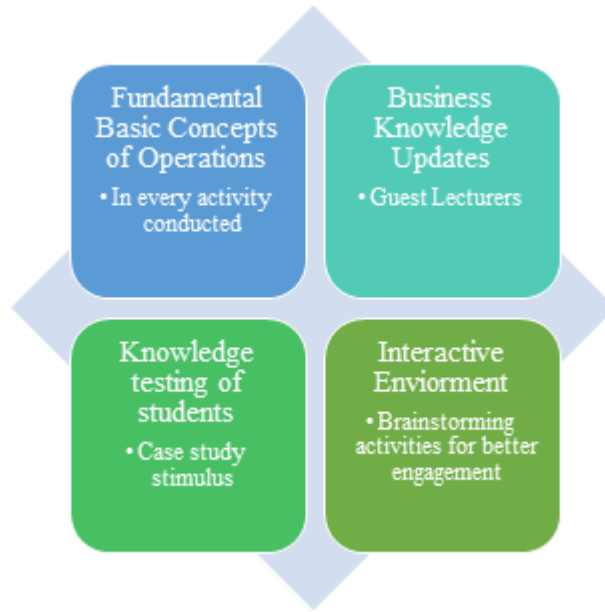 Fundamental
Basic Concepts
of Operations
• In every activity
conducted
Business
Knowledge
Updates
• Guest Lecturers
Knowledge
testing of
students
• Case study
stimulus
Interactive
Enviorment
• Brainstorming
activities for better
engagement